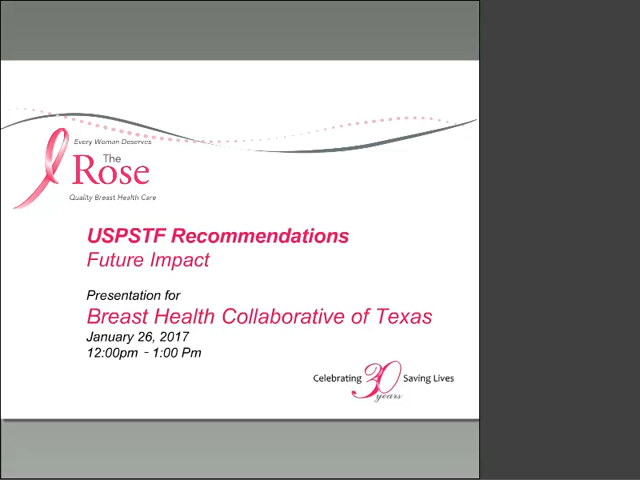 Every Woman Deserves
The
Rose
Quality Breast Health Care
USPSTF Recommendations
Future Impact
Presentation for
Breast Health Collaborative of Texas
January 26, 2017
12:00pm - 1:00 Pm
Celebrating 30 years Saving Lives